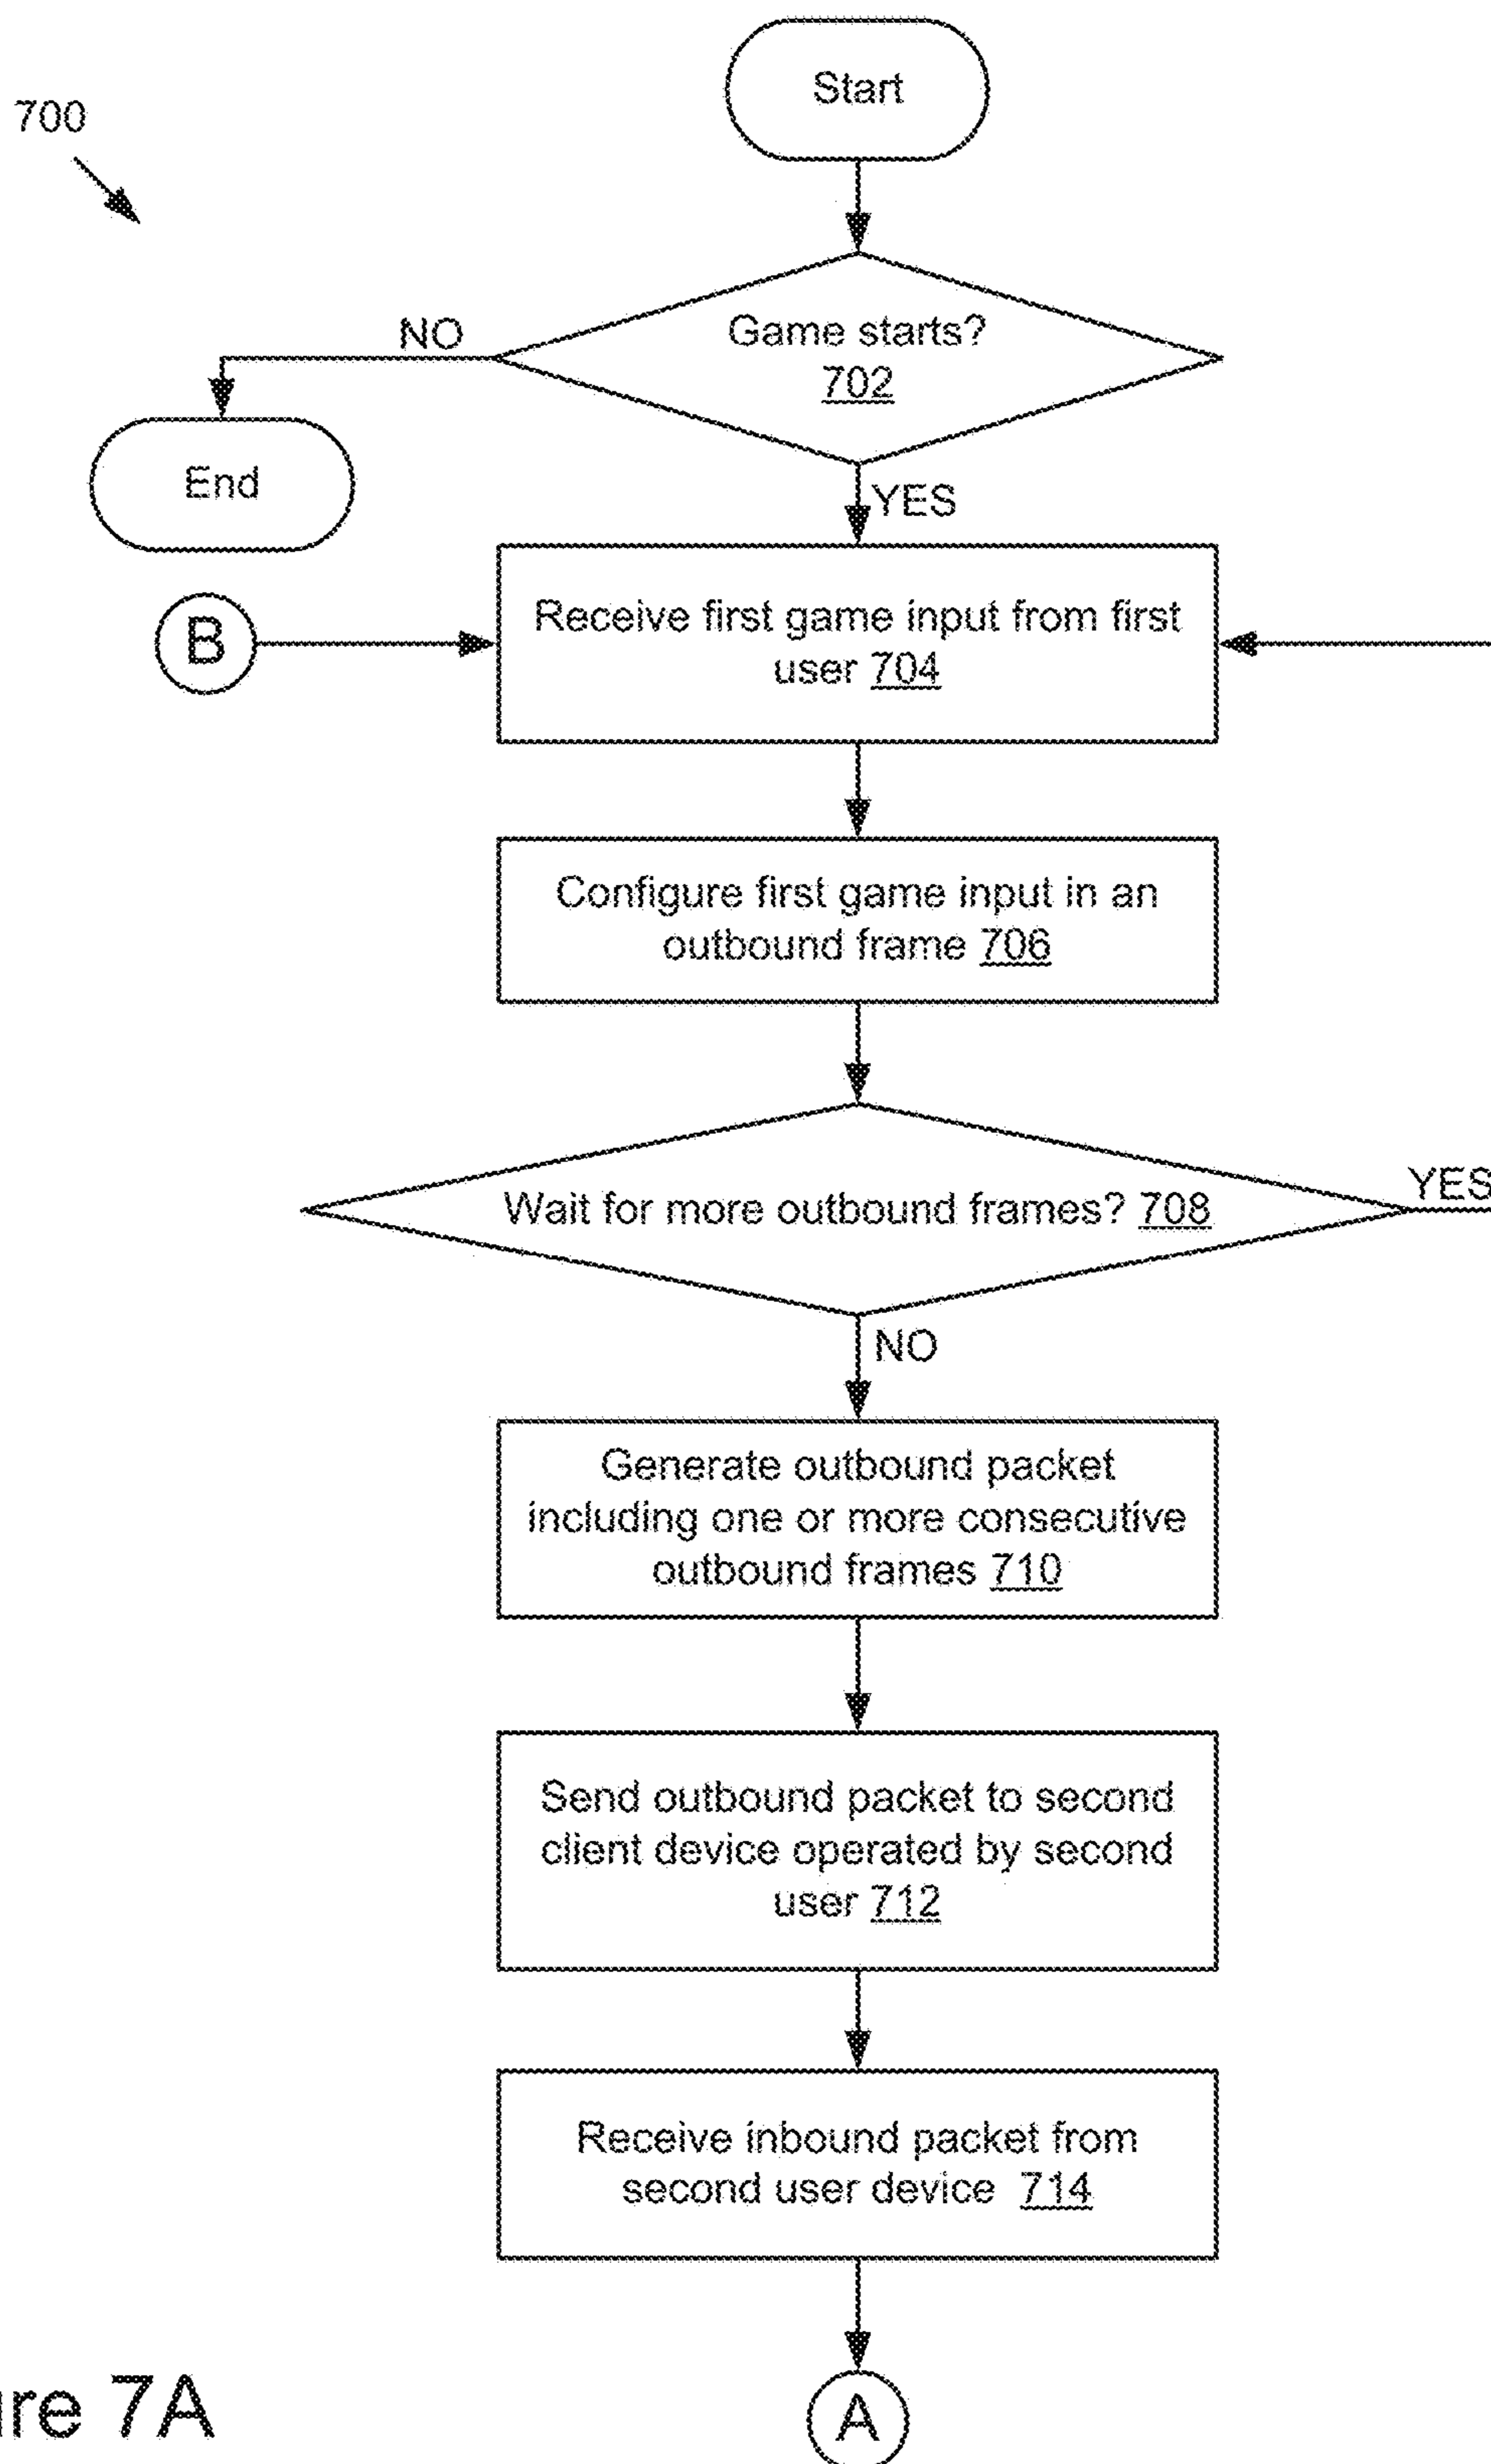 Start
700
NO
Game starts?
702
End
YES
B
Receive first game input from first
user 704
Configure first game input in an
outbound frame 706
Wait for more outbound frames? 708
YES
NO
Generate outbound packet
including one or more consecutive
outbound frames 710
Send outbound packet to second
client device operated by second
user 712
Receive inbound packet from
second user device 714
7A
A